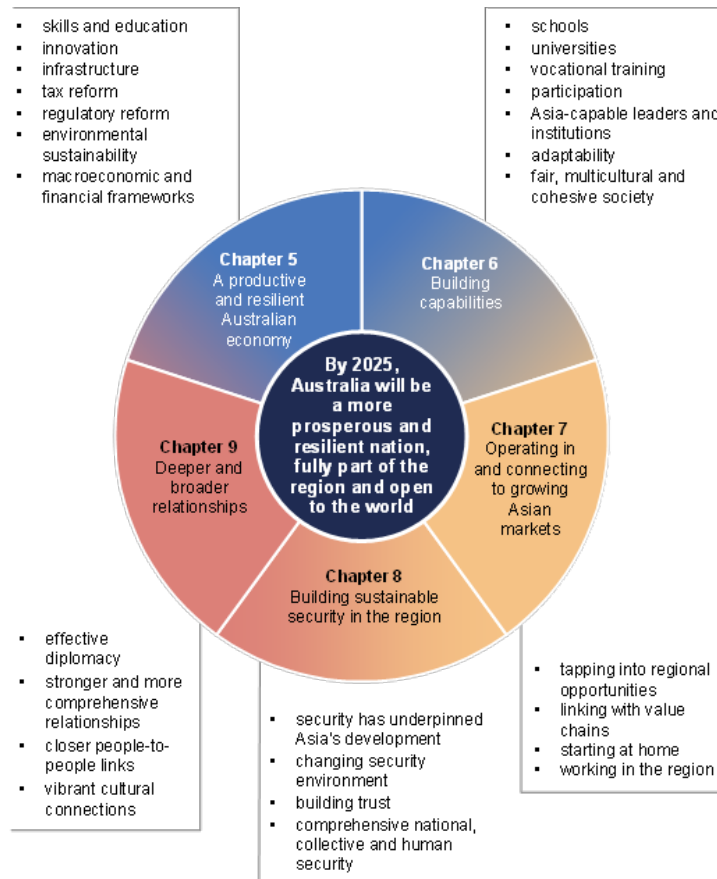 ▪ skills and education
▪ innovation
▪ infrastructure
▪ tax reform
▪ regulatory reform
▪ environmental
sustainability
▪ macroeconomic and
financial frameworks
▪ schools
▪ universities
▪ vocational training
▪ participation
▪ Asia-capable leaders and
institutions
▪ adaptability
▪ fair, multicultural and
cohesive society
Chapter 5
A productive
and resilient
Australian
economy
Chapter 6
Building
capabilities
By 2025,
Australia will be
a more
prosperous and
resilient nation,
fully part of the
region and open
to the world
Chapter 9
Deeper and
broader
relationships
Chapter 7
Operating in
and connecting
to growing
Asian
markets
Chapter 8
Building sustainable
security in the region
▪ effective
diplomacy
▪ stronger and more
comprehensive
relationships
▪ closer people-to-
people links
▪ vibrant cultural
connections
▪ security has underpinned
Asia's development
▪ changing security
environment
▪ building trust
▪ comprehensive national,
collective and human
security
▪ tapping into regional
opportunities
▪ linking with value
chains
▪ starting at home
▪ working in the region